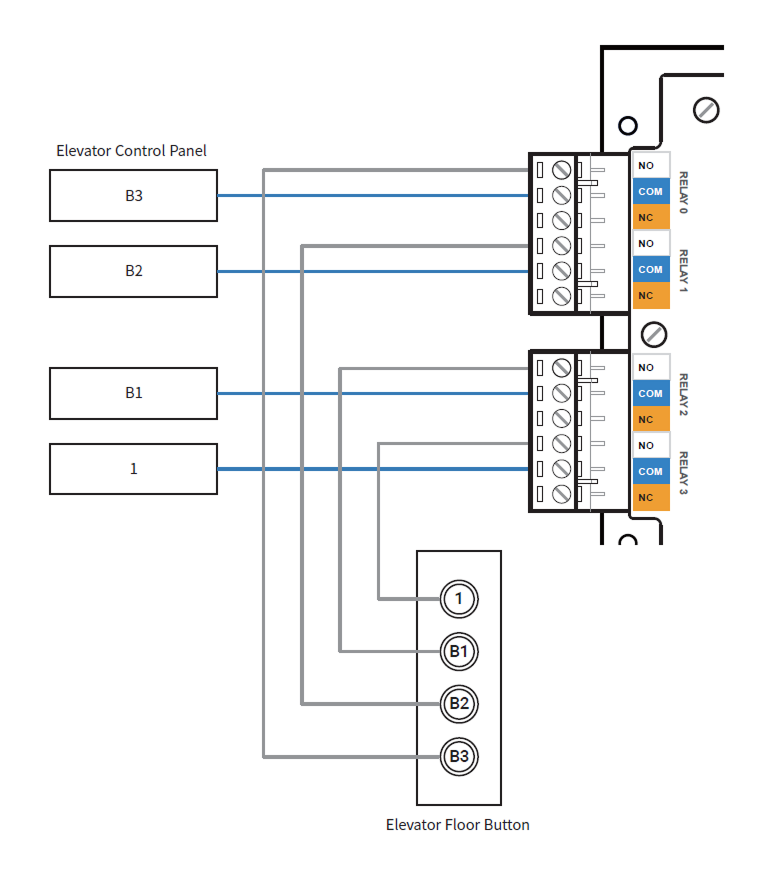 Elevator Control Panel
B3
B2
B1
1
NO
COM
NC
RELAY 0
NO
COM
NC
RELAY 1
NO
COM
NC
RELAY 2
NO
COM
NC
RELAY 3
1
B1
B2
B3
Elevator Floor Button